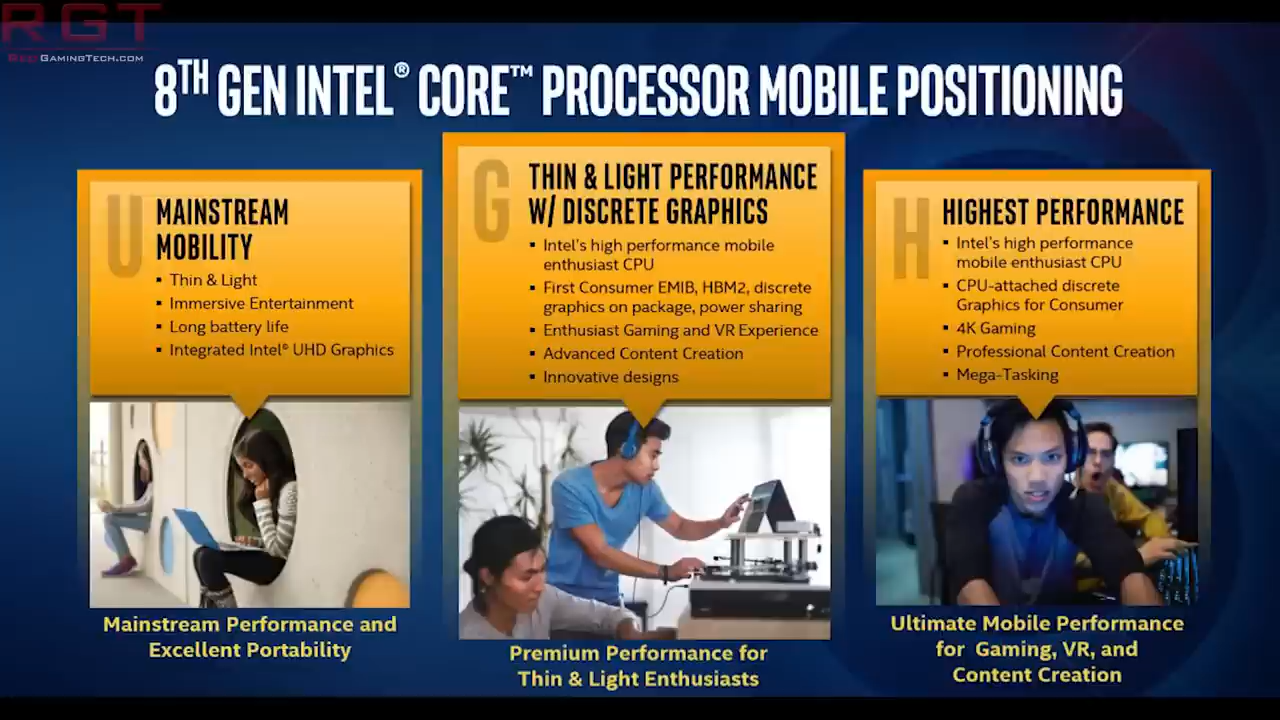 RGT
RedGamingTech.com
8TH GEN INTEL® CORE™ PROCESSOR MOBILE POSITIONING
U
MAINSTREAM
MOBILITY
▪ Thin & Light
▪ Immersive Entertainment
▪ Long battery life
▪ Integrated Intel® UHD Graphics
Mainstream Performance and
Excellent Portability
G
THIN & LIGHT PERFORMANCE
W/ DISCRETE GRAPHICS
▪ Intel's high performance mobile
enthusiast CPU
▪ First Consumer EMIB, HBM2, discrete
graphics on package, power sharing
▪ Enthusiast Gaming and VR Experience
▪ Advanced Content Creation
▪ Innovative designs
Premium Performance for
Thin & Light Enthusiasts
H
HIGHEST PERFORMANCE
▪ Intel's high performance
mobile enthusiast CPU
▪ CPU-attached discrete
Graphics for Consumer
▪ 4K Gaming
▪ Professional Content Creation
▪ Mega-Tasking
Ultimate Mobile Performance
for Gaming, VR, and
Content Creation